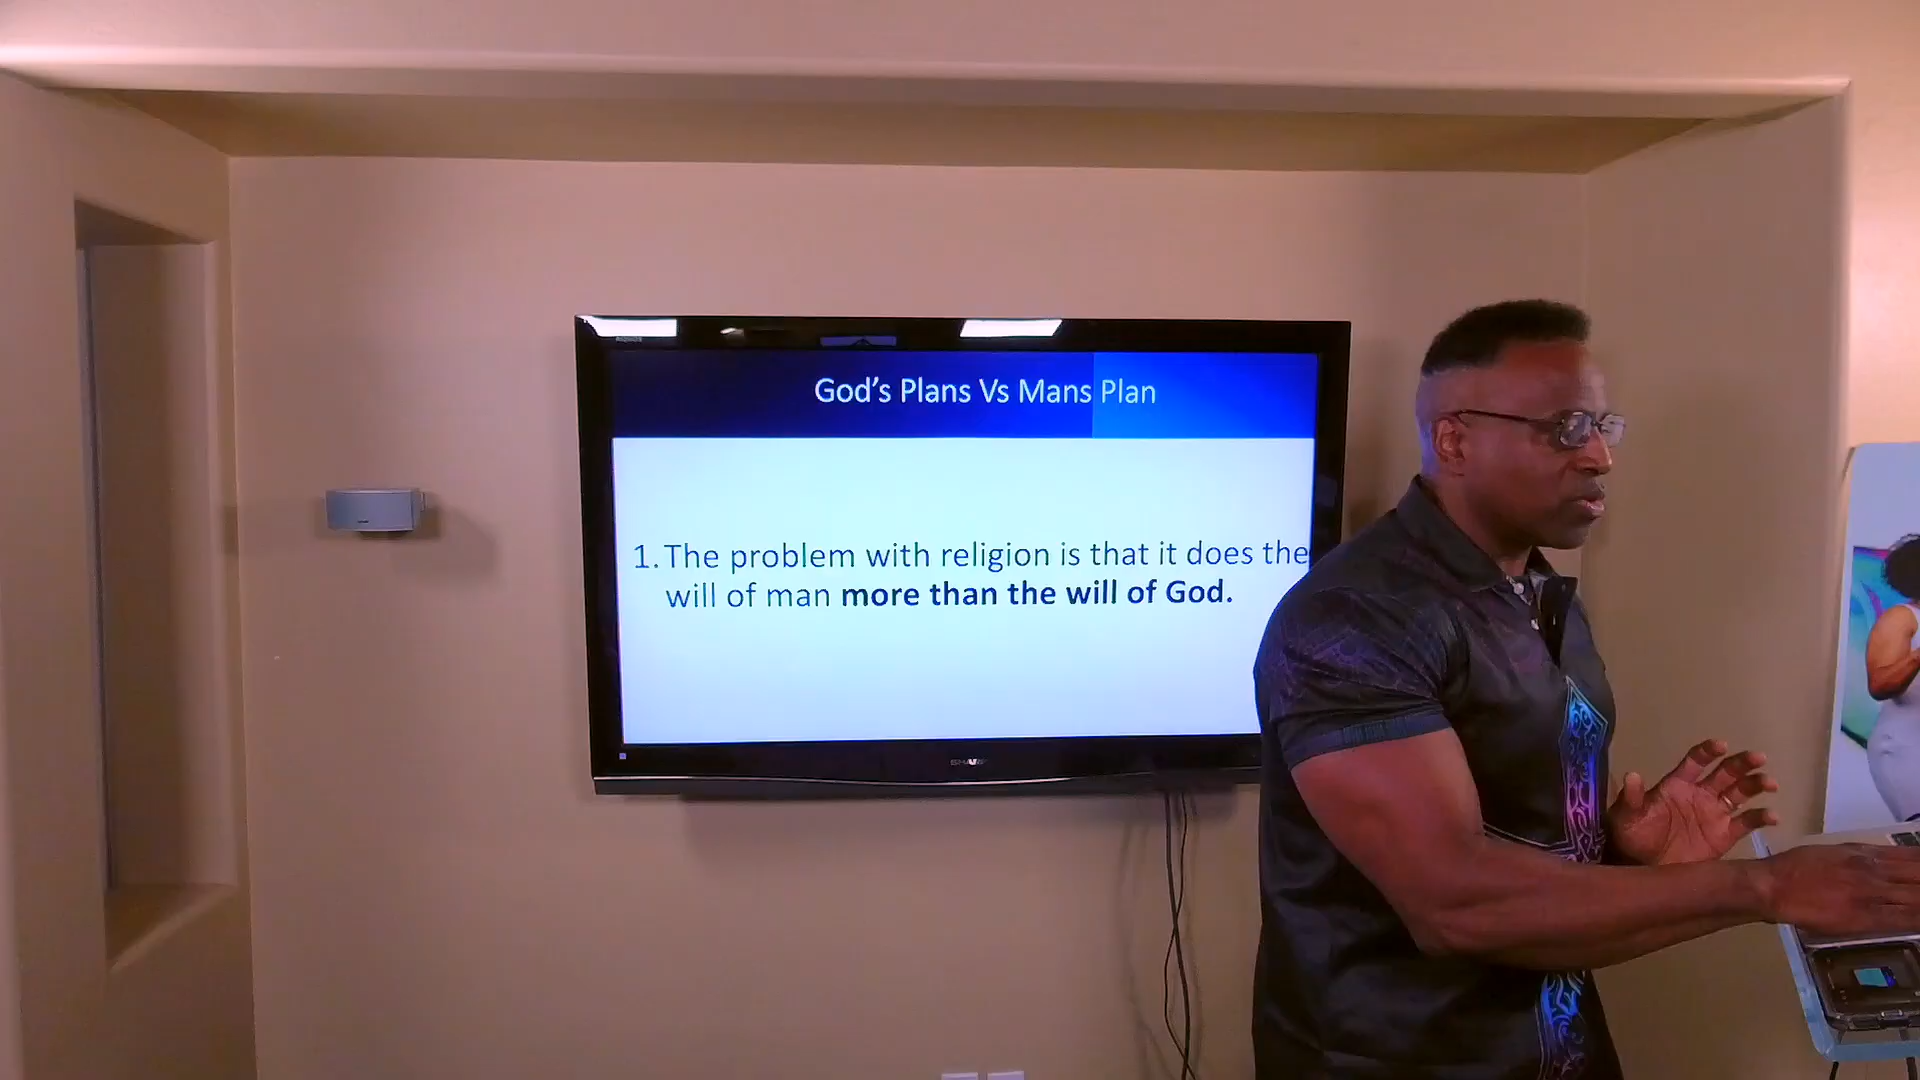 God's Plans Vs Mans Plan
1. The problem with religion is that it does the
will of man more than the will of God.
SHARP